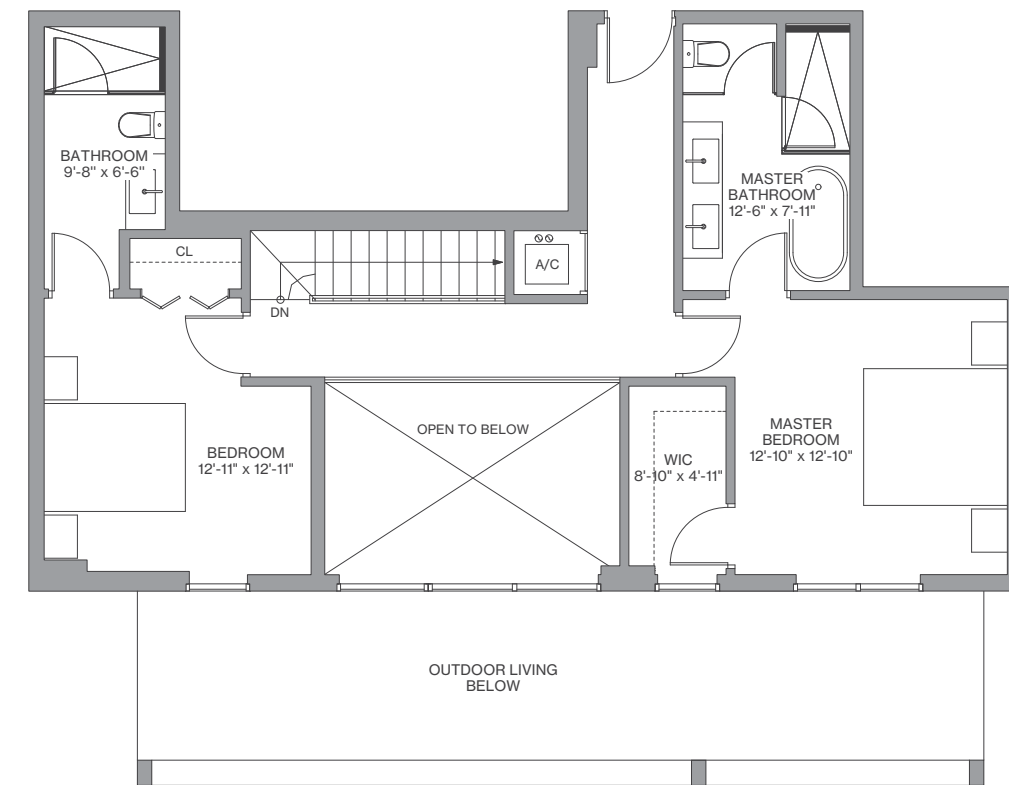 BATHROOM
9'-8" x 6'-6"
MASTER
BATHROOM
12'-6" x 7'-11"
CL
A/C
DN
BEDROOM
12'-11" x 12'-11"
OPEN TO BELOW
WIC
8'-10" x 4'-11"
MASTER
BEDROOM
12'-10" x 12'-10"
OUTDOOR LIVING
BELOW